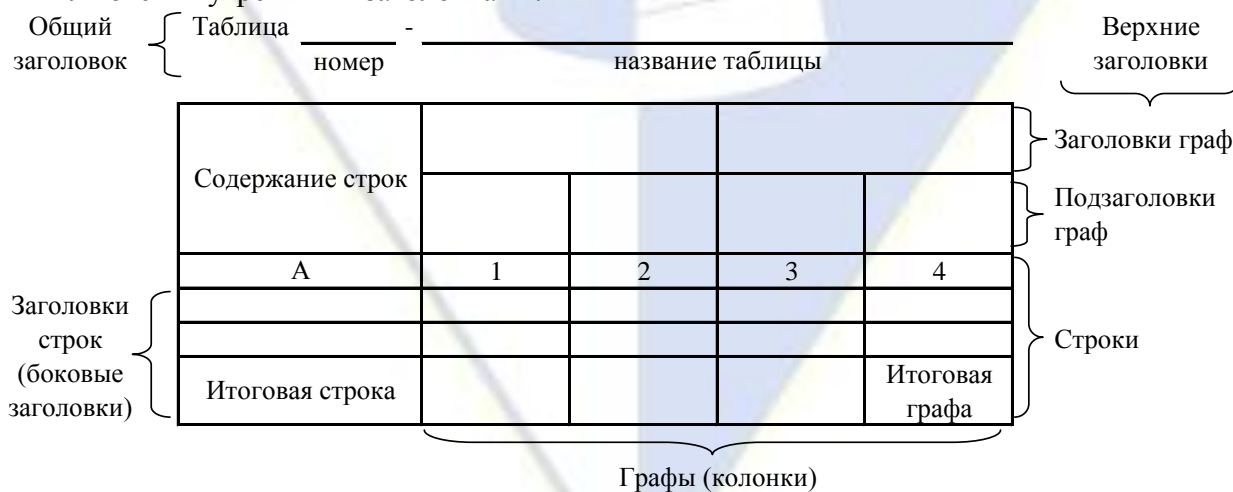 Общий
заголовок
Таблица -
номер
название таблицы
Верхние
заголовки
Содержание строк
Заголовки граф
Подзаголовки
граф
А 1 2 3 4
Заголовки
строк
(боковые
заголовки)
Строки
Итоговая строка
Итоговая
графа
Графы (колонки)